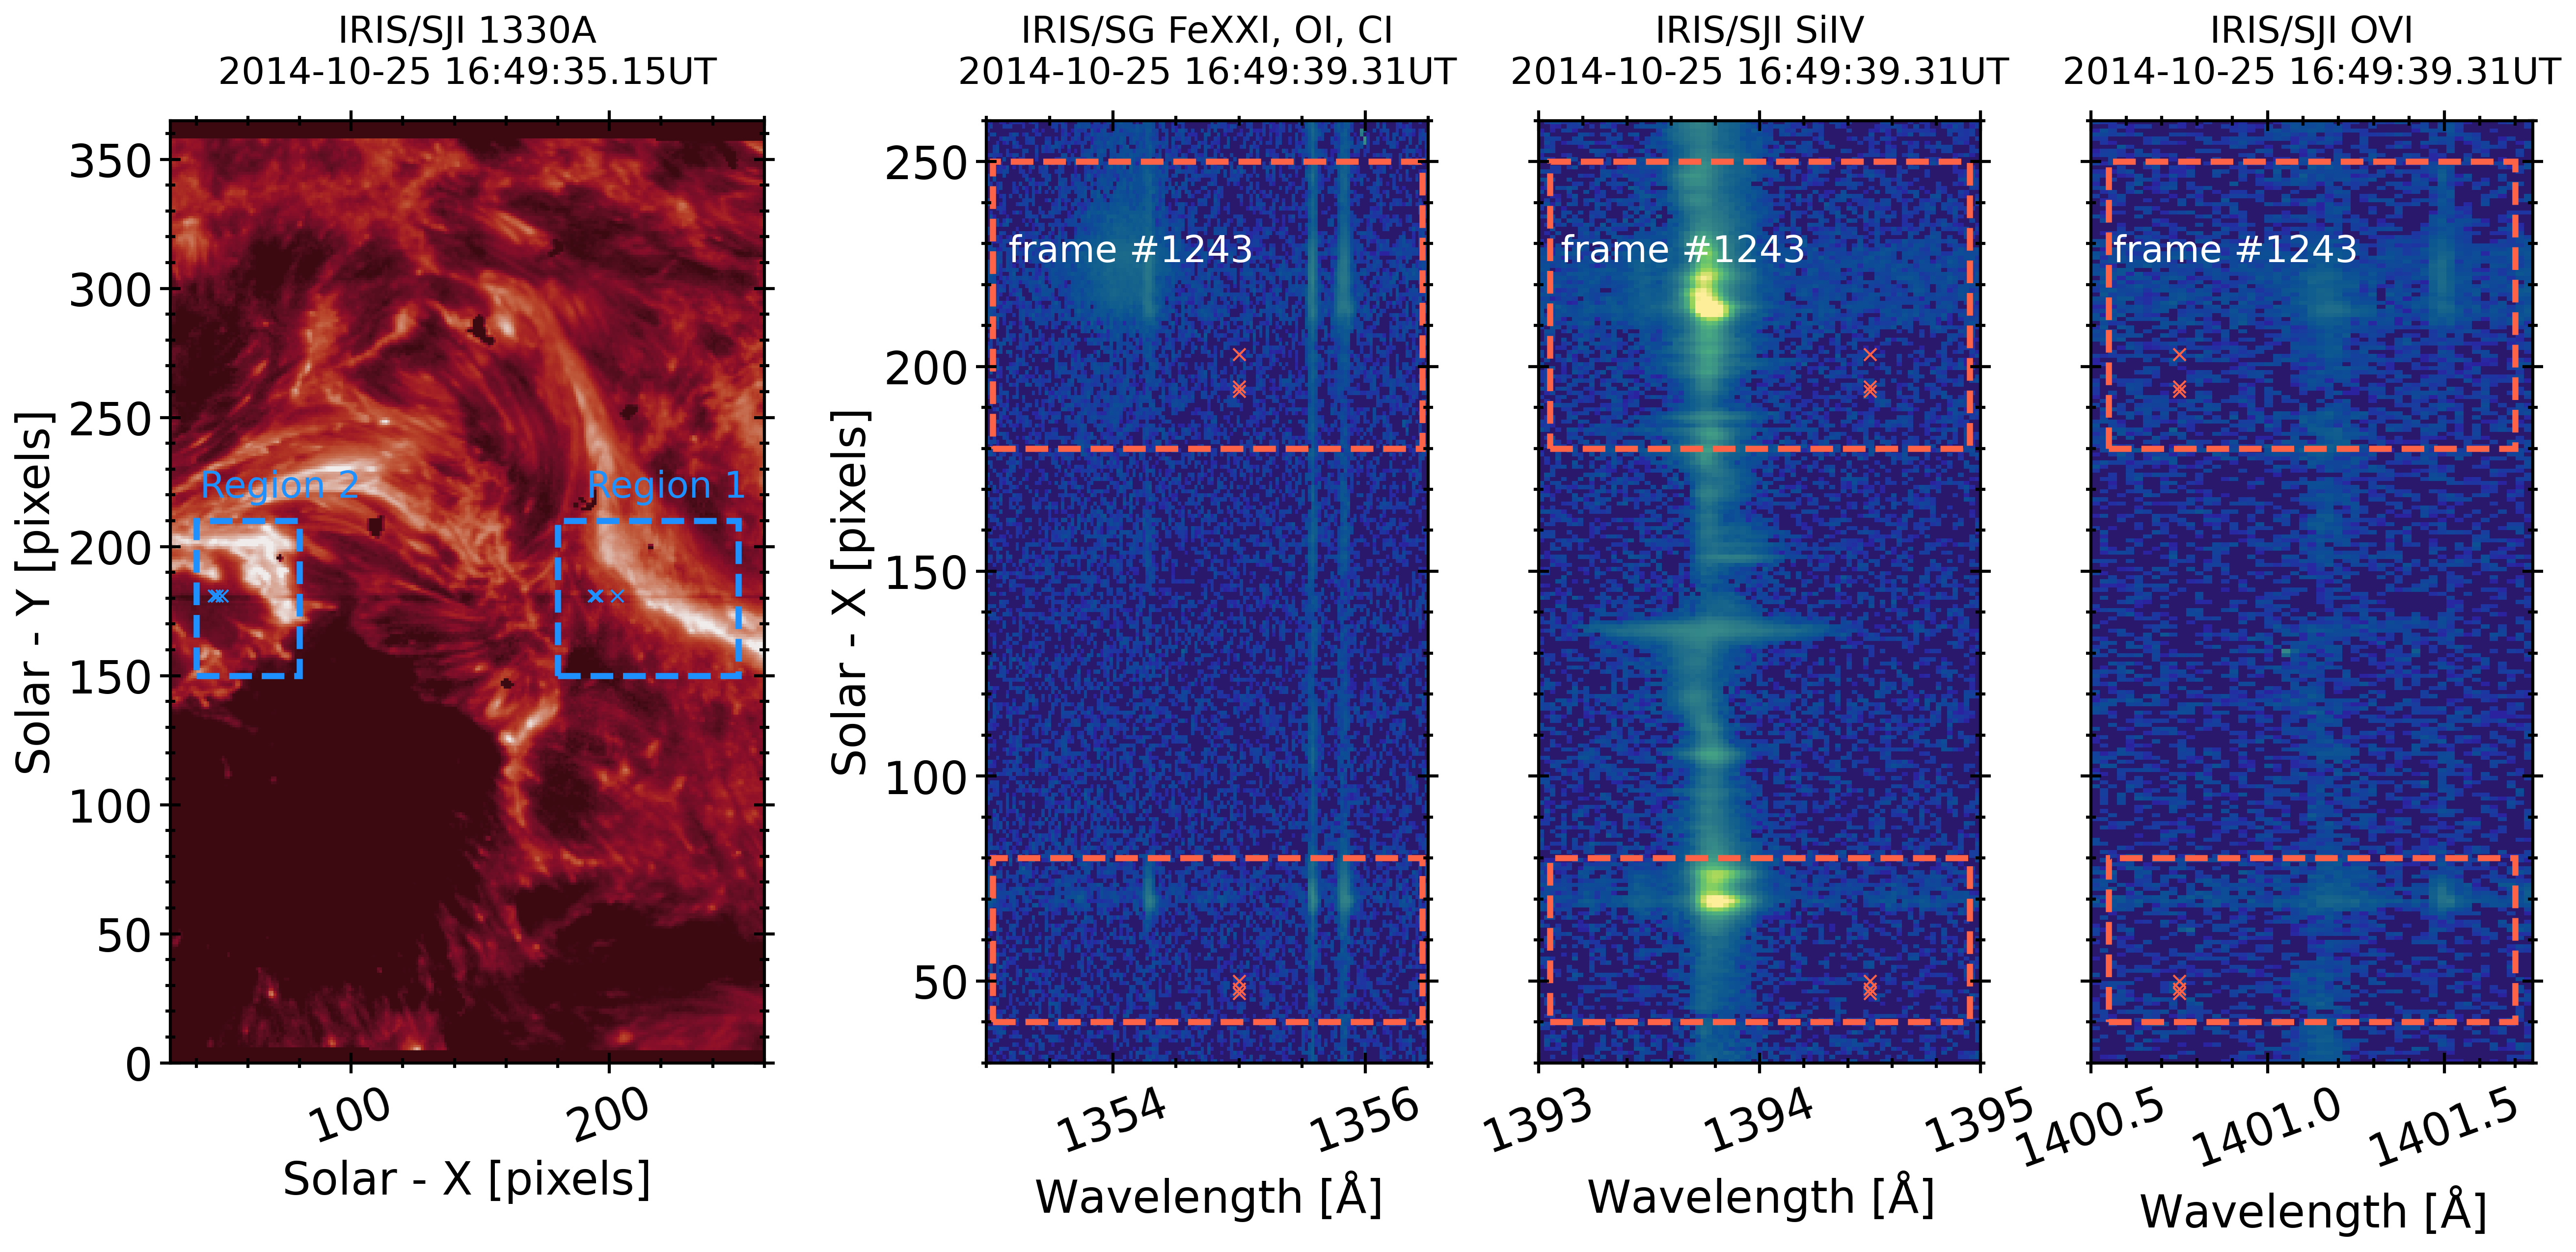 IRIS/SJI 1330A
2014-10-25 16:49:35.15UT
350
300
250
200
150
100
50
0
Solar - Y [pixels]
Region 2
Region 1
100
200
Solar - X [pixels]
IRIS/SG FeXXI, OI, CI
2014-10-25 16:49:39.31UT
250
200
150
100
50
Solar - X [pixels]
frame #1243
1354
1356
Wavelength [Å]
IRIS/SJI SiIV
2014-10-25 16:49:39.31UT
frame #1243
1393
1394
1395
Wavelength [Å]
IRIS/SJI OVI
2014-10-25 16:49:39.31UT
frame #1243
1400.5
1401.0
1401.5
Wavelength [Å]